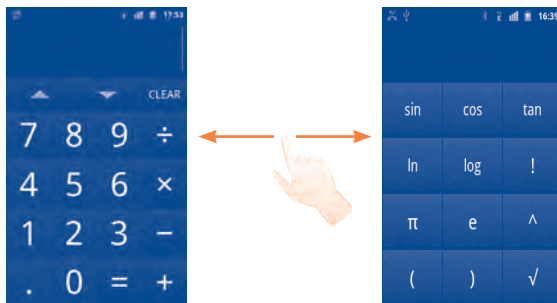 17:53
CLEAR
7 8 9 ÷
4 5 6 ×
1 2 3 −
. 0 = +
16:39
sin cos tan
ln log !
π e ^
( ) √